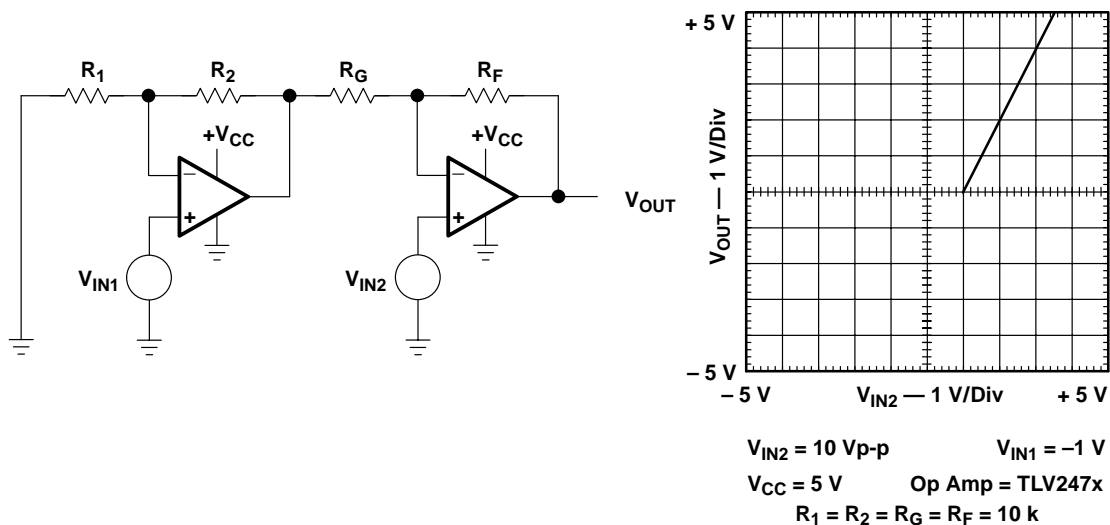 R1
R2
RG
RF
+VCC
+VCC
–
+
–
+
VIN1
VIN2
VOUT
+ 5 V
VOUT — 1 V/Div
– 5 V
– 5 V
VIN2 — 1 V/Div
+ 5 V
VIN2 = 10 Vp-p
VIN1 = –1 V
VCC = 5 V
Op Amp = TLV247x
R1 = R2 = RG = RF = 10 k